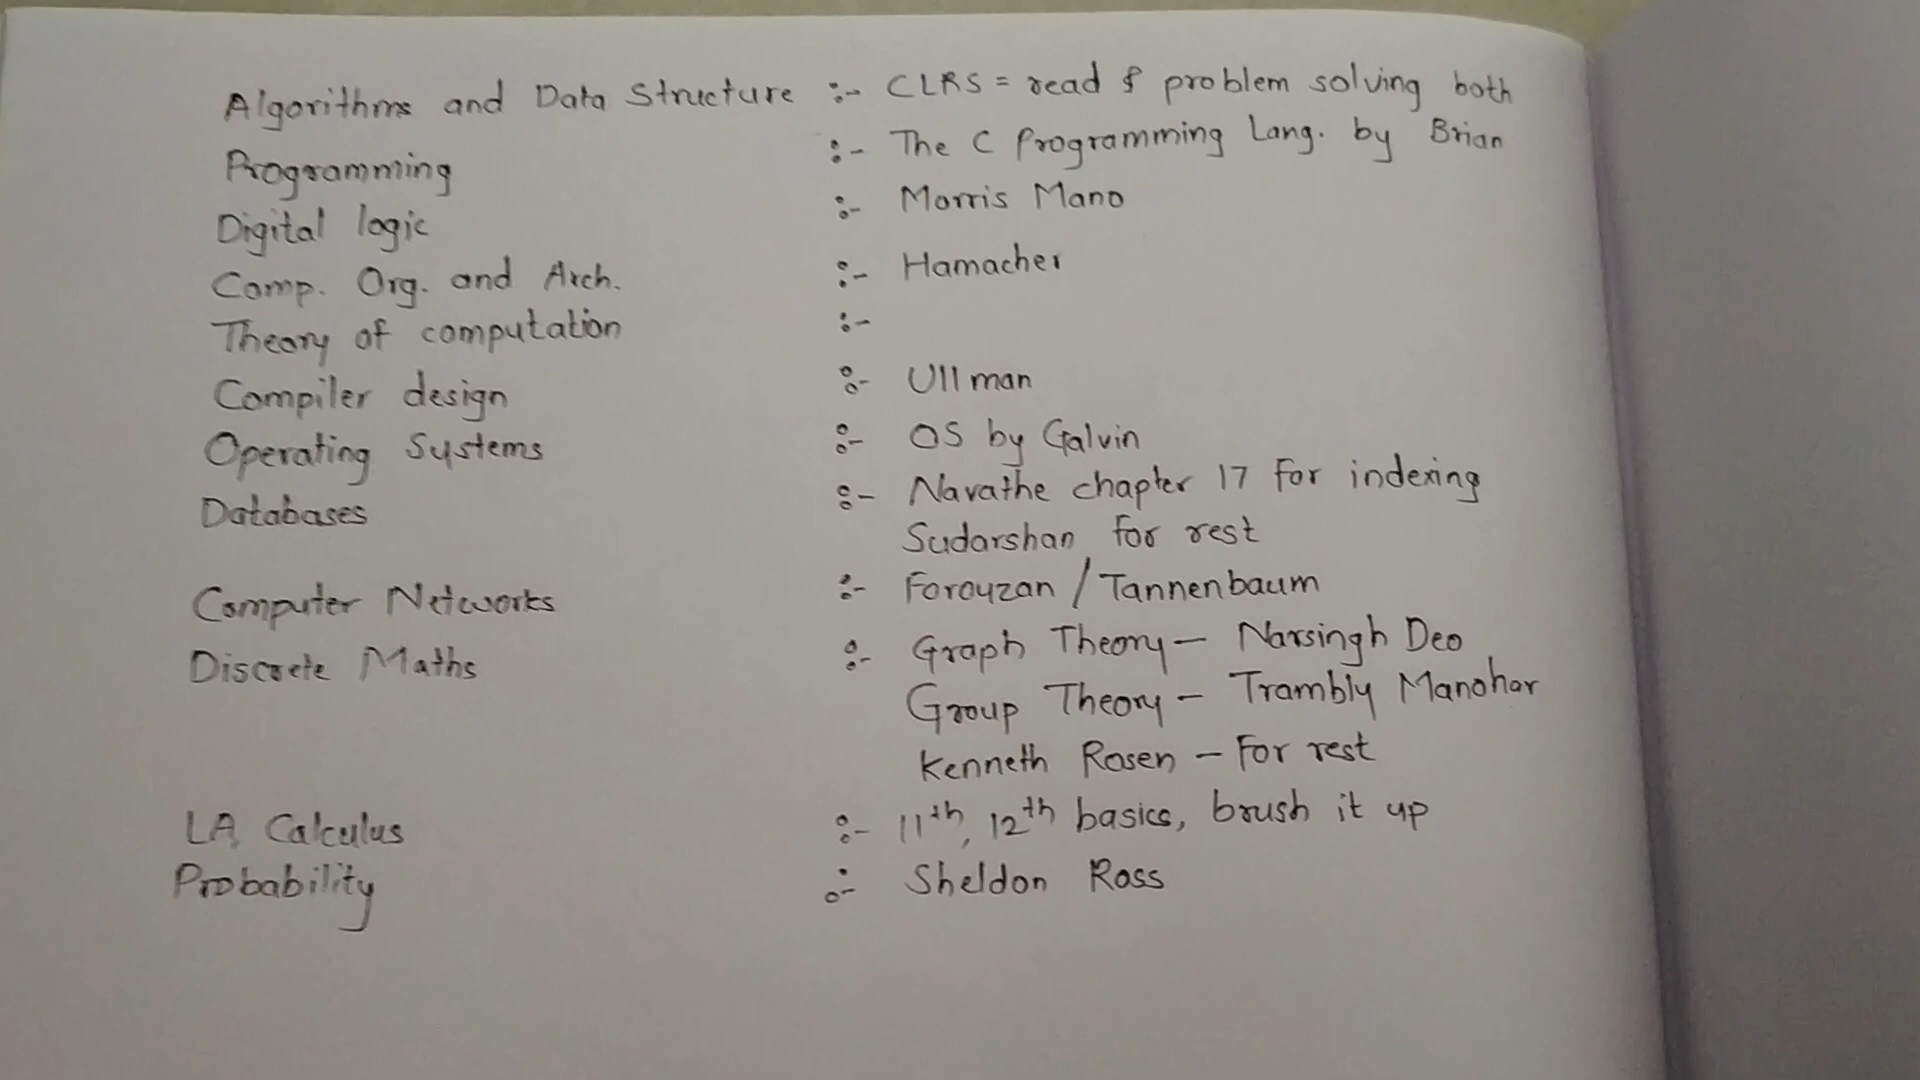 Algorithms and Data Structure :- CLRS = read & problem solving both
Programming :- The C Programming Lang. by Brian
Digital logic :- Morris Mano
Comp. Org. and Arch. :- Hamacher
Theory of computation :-
Compiler design :- Ullman
Operating Systems :- OS by Galvin
Databases :- Navathe chapter 17 for indexing
Sudarshan for rest
Computer Networks :- Forouzan / Tannenbaum
Discrete Maths :- Graph Theory - Narsingh Deo
Group Theory - Trambly Manohar
Kenneth Rosen - For rest
LA, Calculus :- 11th, 12th basics, brush it up
Probability :- Sheldon Ross